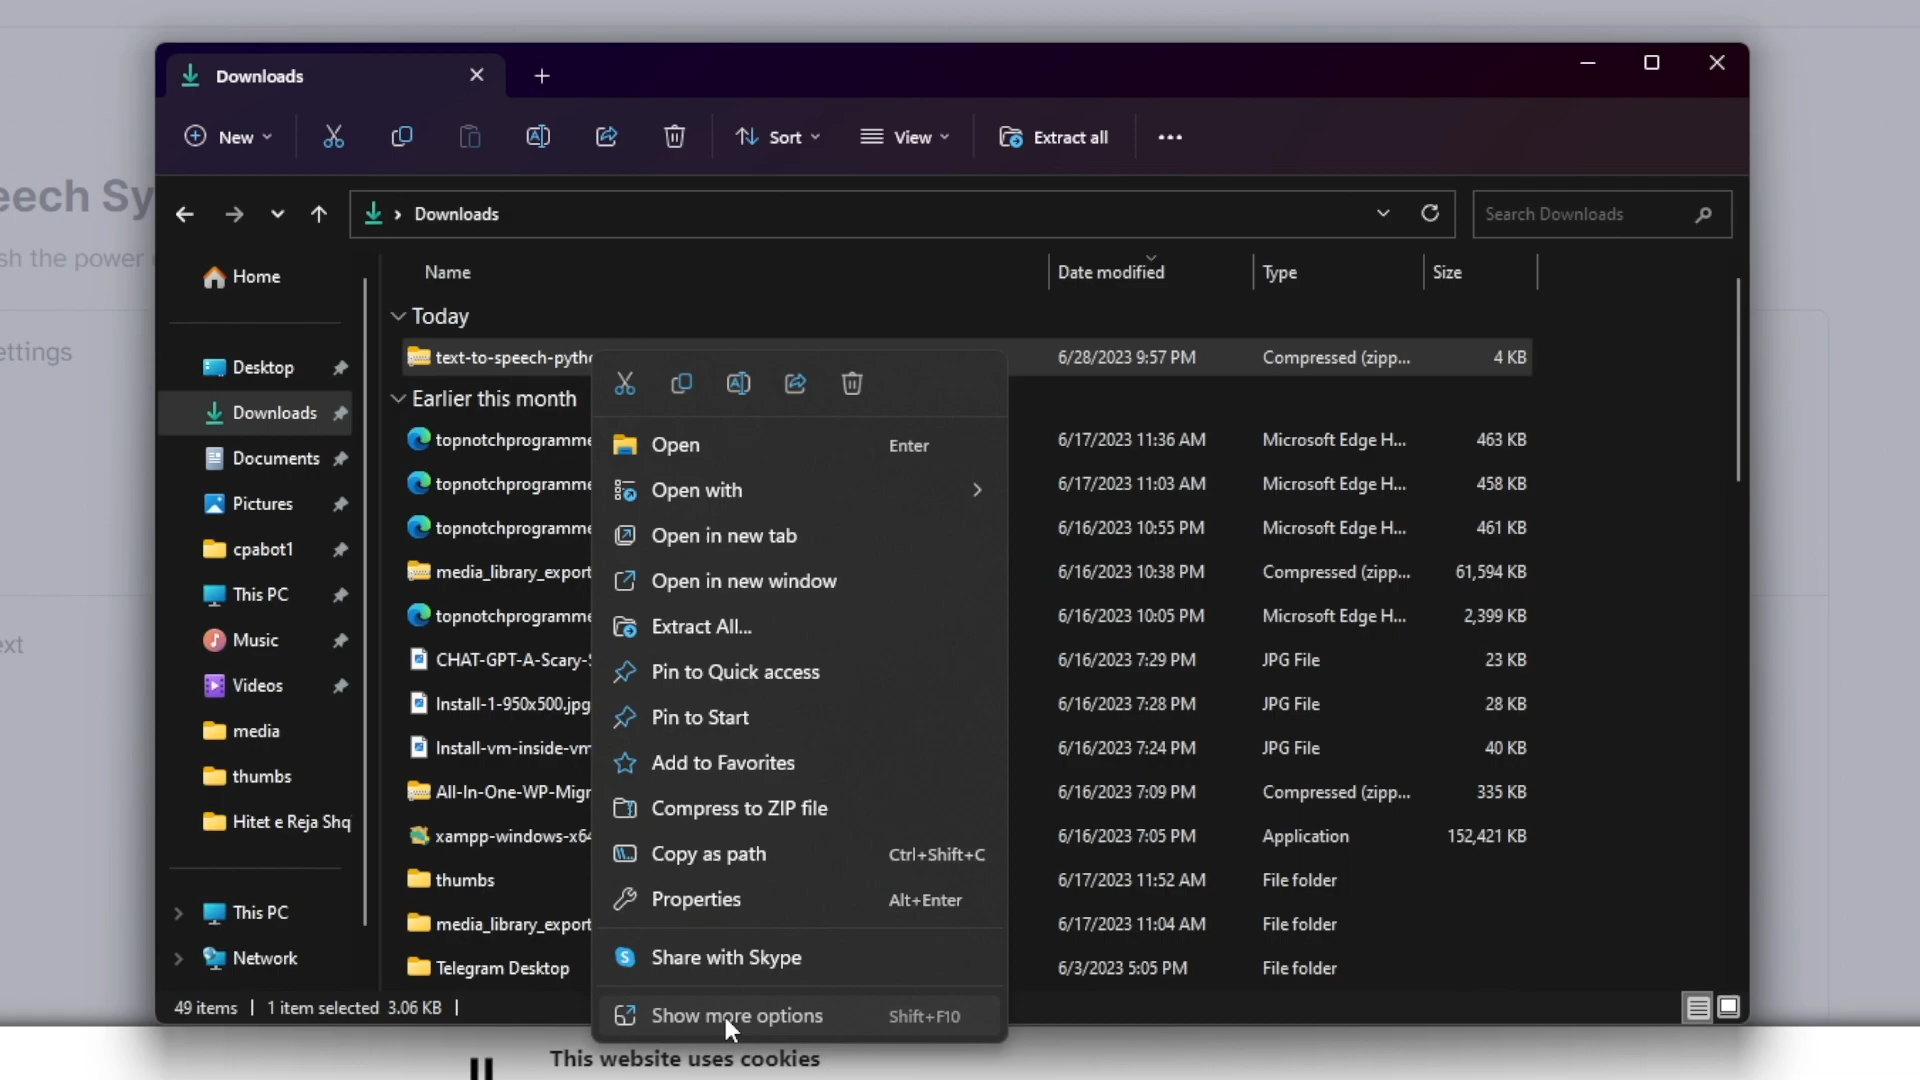 Downloads
New
Sort
View
Extract all
Downloads
Search Downloads
eech Sy
sh the power
ettings
ext
Home
Desktop
Downloads
Documents
Pictures
cpabot1
This PC
Music
Videos
media
thumbs
Hitet e Reja Shq
This PC
Network
Name Date modified Type Size
Today
text-to-speech-pytho 6/28/2023 9:57 PM Compressed (zipp... 4 KB
Earlier this month
topnotchprogramme 6/17/2023 11:36 AM Microsoft Edge H... 463 KB
topnotchprogramme 6/17/2023 11:03 AM Microsoft Edge H... 458 KB
topnotchprogramme 6/16/2023 10:55 PM Microsoft Edge H... 461 KB
media_library_export 6/16/2023 10:38 PM Compressed (zipp... 61,594 KB
topnotchprogramme 6/16/2023 10:05 PM Microsoft Edge H... 2,399 KB
CHAT-GPT-A-Scary- 6/16/2023 7:29 PM JPG File 23 KB
Install-1-950x500.jpg 6/16/2023 7:28 PM JPG File 28 KB
Install-vm-inside-vm 6/16/2023 7:24 PM JPG File 40 KB
All-In-One-WP-Migr 6/16/2023 7:09 PM Compressed (zipp... 335 KB
xampp-windows-x64 6/16/2023 7:05 PM Application 152,421 KB
thumbs 6/17/2023 11:52 AM File folder
media_library_export 6/17/2023 11:04 AM File folder
Telegram Desktop 6/3/2023 5:05 PM File folder
Open Enter
Open with
Open in new tab
Open in new window
Extract All...
Pin to Quick access
Pin to Start
Add to Favorites
Compress to ZIP file
Copy as path Ctrl+Shift+C
Properties Alt+Enter
Share with Skype
Show more options Shift+F10
49 items 1 item selected 3.06 KB
This website uses cookies